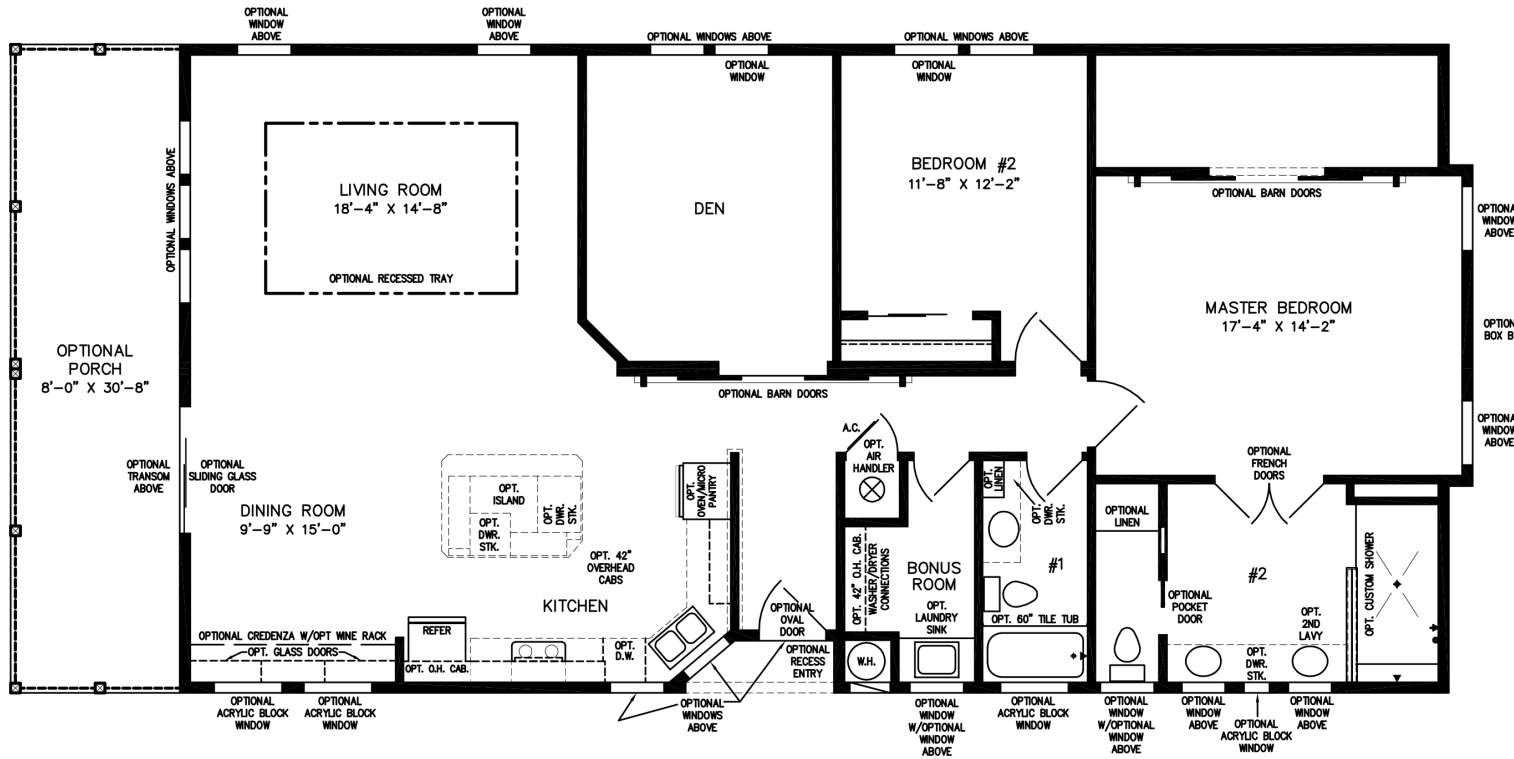 OPTIONAL
WINDOW
ABOVE
OPTIONAL
WINDOW
ABOVE
OPTIONAL WINDOWS ABOVE
OPTIONAL
WINDOW
OPTIONAL WINDOWS ABOVE
OPTIONAL
WINDOW
OPTIONAL WINDOWS ABOVE
LIVING ROOM
18'-4" X 14'-8"
OPTIONAL RECESSED TRAY
DEN
BEDROOM #2
11'-8" X 12'-2"
OPTIONAL BARN DOORS
OPTIONA
WINDOW
ABOVE
MASTER BEDROOM
17'-4" X 14'-2"
OPTION
BOX B
OPTIONA
WINDOW
ABOVE
OPTIONAL
PORCH
8'-0" X 30'-8"
OPTIONAL BARN DOORS
OPTIONAL
TRANSOM
ABOVE
OPTIONAL
SLIDING GLASS
DOOR
DINING ROOM
9'-9" X 15'-0"
OPT.
ISLAND
OPT.
DWR.
STK.
OPT.
DWR.
STK.
OPT. 42"
OVERHEAD
CABS
OPT.
OVEN/MICRO
PANTRY
KITCHEN
REFER
OPTIONAL CREDENZA W/OPT WINE RACK
OPT. GLASS DOORS
OPT. O.H. CAB.
OPT.
D.W.
OPTIONAL
OVAL
DOOR
OPTIONAL
RECESS
ENTRY
A.C.
OPT.
AIR
HANDLER
OPT. 42" O.H. CAB.
WASHER/DRYER
CONNECTIONS
BONUS
ROOM
OPT.
LAUNDRY
SINK
W.H.
OPT.
LINEN
OPT.
DWR.
STK.
#1
OPT. 60" TILE TUB
OPTIONAL
LINEN
OPTIONAL
POCKET
DOOR
OPTIONAL
FRENCH
DOORS
#2
OPT.
2ND
LAVY
OPT.
DWR.
STK.
OPT. CUSTOM SHOWER
OPTIONAL
ACRYLIC BLOCK
WINDOW
OPTIONAL
ACRYLIC BLOCK
WINDOW
OPTIONAL
WINDOWS
ABOVE
OPTIONAL
WINDOW
W/OPTIONAL
WINDOW
ABOVE
OPTIONAL
ACRYLIC BLOCK
WINDOW
OPTIONAL
WINDOW
W/OPTIONAL
WINDOW
ABOVE
OPTIONAL
WINDOW
ABOVE
OPTIONAL
ACRYLIC BLOCK
WINDOW
OPTIONAL
WINDOW
ABOVE